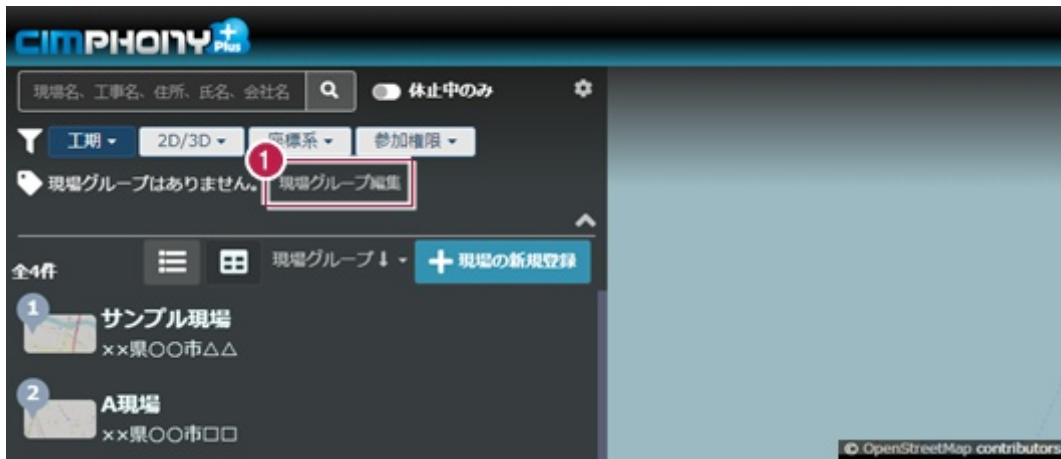 CIMPHONY Plus
現場名、工事名、住所、氏名、会社名 休止中のみ
工期 2D/3D 座標系 参加権限
1
現場グループはありません。 現場グループ編集
全4件 現場グループ↓ +現場の新規登録
1
サンプル現場
××県〇〇市△△
2
A現場
××県〇〇市□□
© OpenStreetMap contributors